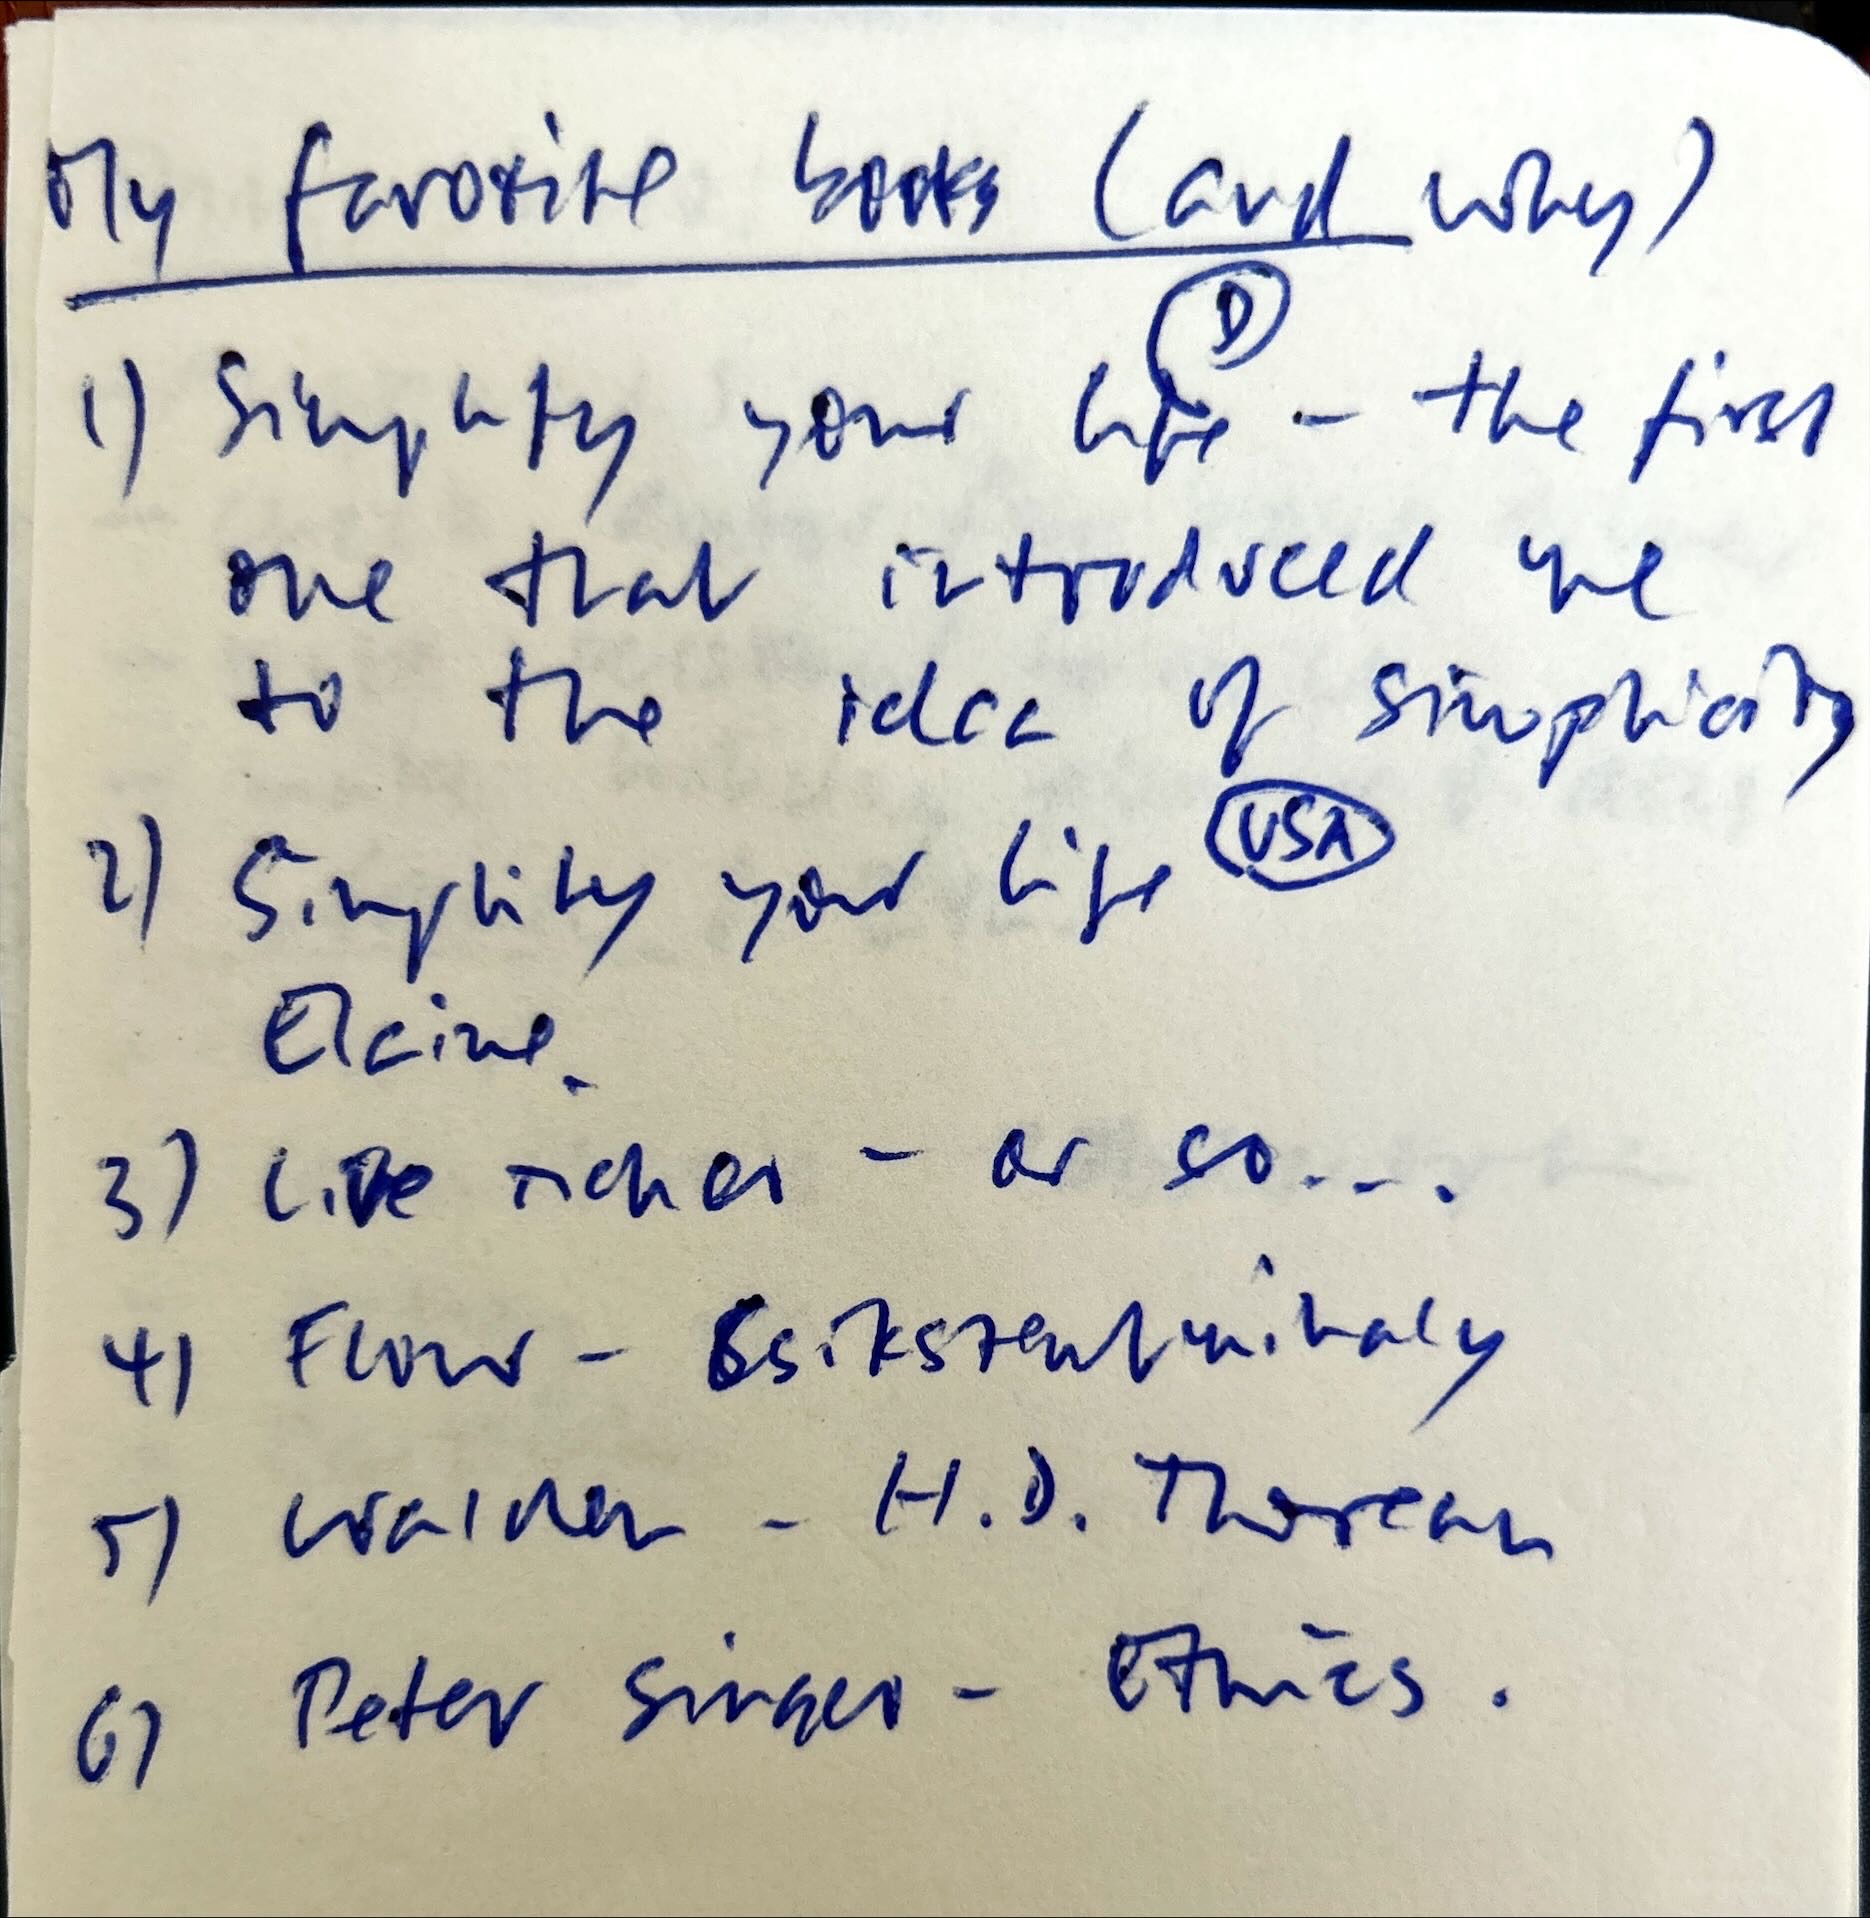 My favorite books (and why)
1) Simplify your life Ⓓ - the first
one that introduced me
to the idea of simplicity
2) Simplify your life USA
Elaine.
3) Live richer - or so...
4) Flow - Csikszentmihaly
5) Walden - H.D. Thoreau
6) Peter Singer - Ethics.